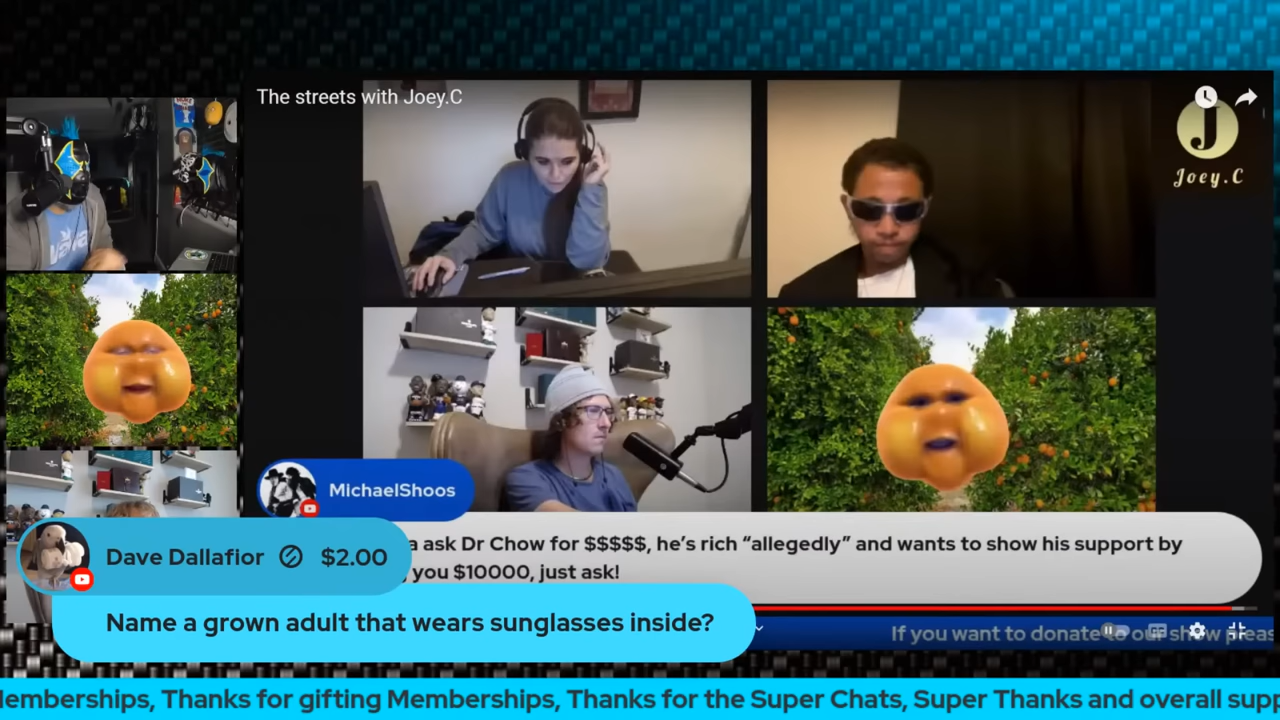 The streets with Joey.C
J
Joey.C
MichaelShoos
a ask Dr Chow for $$$$$, he's rich “allegedly” and wants to show his support by
you $10000, just ask!
Dave Dallafior $2.00
Name a grown adult that wears sunglasses inside?
If you want to donate to our show
Memberships, Thanks for gifting Memberships, Thanks for the Super Chats, Super Thanks and overall supp